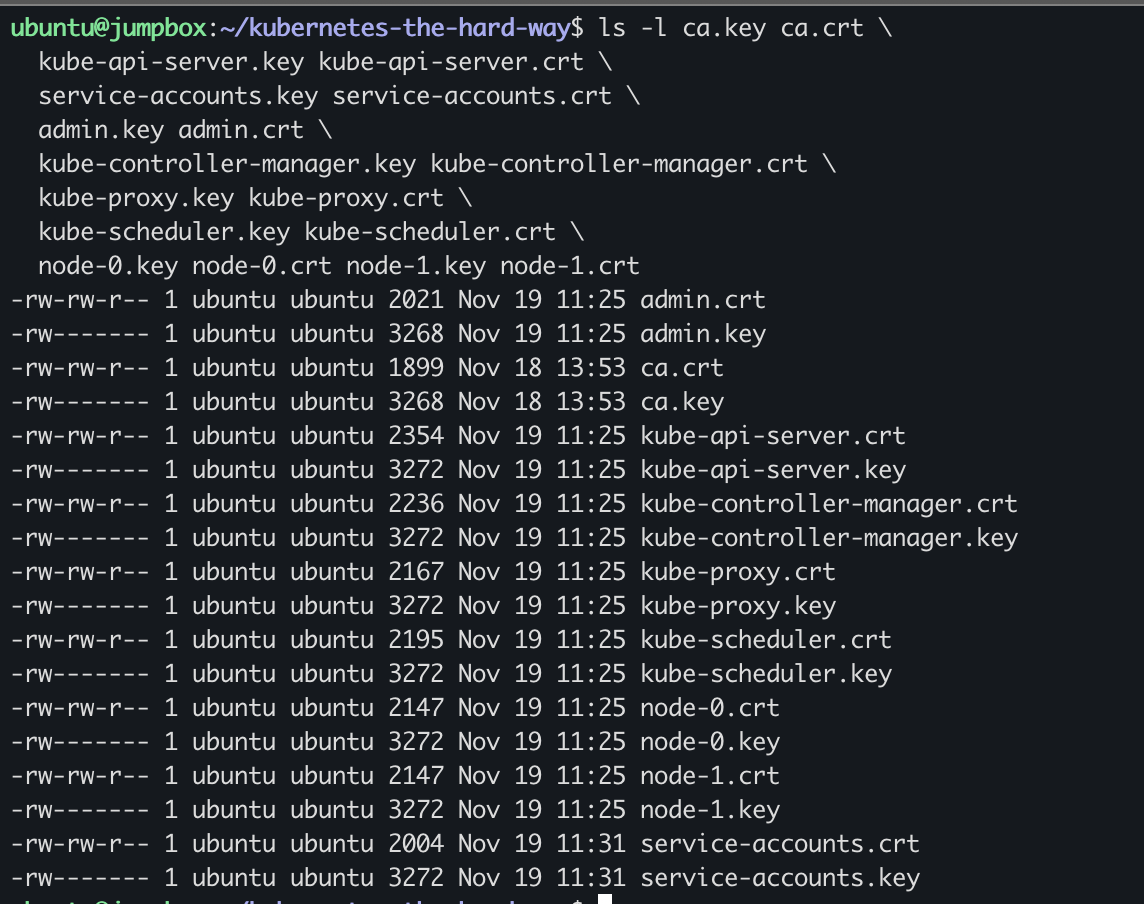 ubuntu@jumpbox:~/kubernetes-the-hard-way$ ls -l ca.key ca.crt \
  kube-api-server.key kube-api-server.crt \
  service-accounts.key service-accounts.crt \
  admin.key admin.crt \
  kube-controller-manager.key kube-controller-manager.crt \
  kube-proxy.key kube-proxy.crt \
  kube-scheduler.key kube-scheduler.crt \
  node-0.key node-0.crt node-1.key node-1.crt
-rw-rw-r-- 1 ubuntu ubuntu 2021 Nov 19 11:25 admin.crt
-rw------- 1 ubuntu ubuntu 3268 Nov 19 11:25 admin.key
-rw-rw-r-- 1 ubuntu ubuntu 1899 Nov 18 13:53 ca.crt
-rw------- 1 ubuntu ubuntu 3268 Nov 18 13:53 ca.key
-rw-rw-r-- 1 ubuntu ubuntu 2354 Nov 19 11:25 kube-api-server.crt
-rw------- 1 ubuntu ubuntu 3272 Nov 19 11:25 kube-api-server.key
-rw-rw-r-- 1 ubuntu ubuntu 2236 Nov 19 11:25 kube-controller-manager.crt
-rw------- 1 ubuntu ubuntu 3272 Nov 19 11:25 kube-controller-manager.key
-rw-rw-r-- 1 ubuntu ubuntu 2167 Nov 19 11:25 kube-proxy.crt
-rw------- 1 ubuntu ubuntu 3272 Nov 19 11:25 kube-proxy.key
-rw-rw-r-- 1 ubuntu ubuntu 2195 Nov 19 11:25 kube-scheduler.crt
-rw------- 1 ubuntu ubuntu 3272 Nov 19 11:25 kube-scheduler.key
-rw-rw-r-- 1 ubuntu ubuntu 2147 Nov 19 11:25 node-0.crt
-rw------- 1 ubuntu ubuntu 3272 Nov 19 11:25 node-0.key
-rw-rw-r-- 1 ubuntu ubuntu 2147 Nov 19 11:25 node-1.crt
-rw------- 1 ubuntu ubuntu 3272 Nov 19 11:25 node-1.key
-rw-rw-r-- 1 ubuntu ubuntu 2004 Nov 19 11:31 service-accounts.crt
-rw------- 1 ubuntu ubuntu 3272 Nov 19 11:31 service-accounts.key